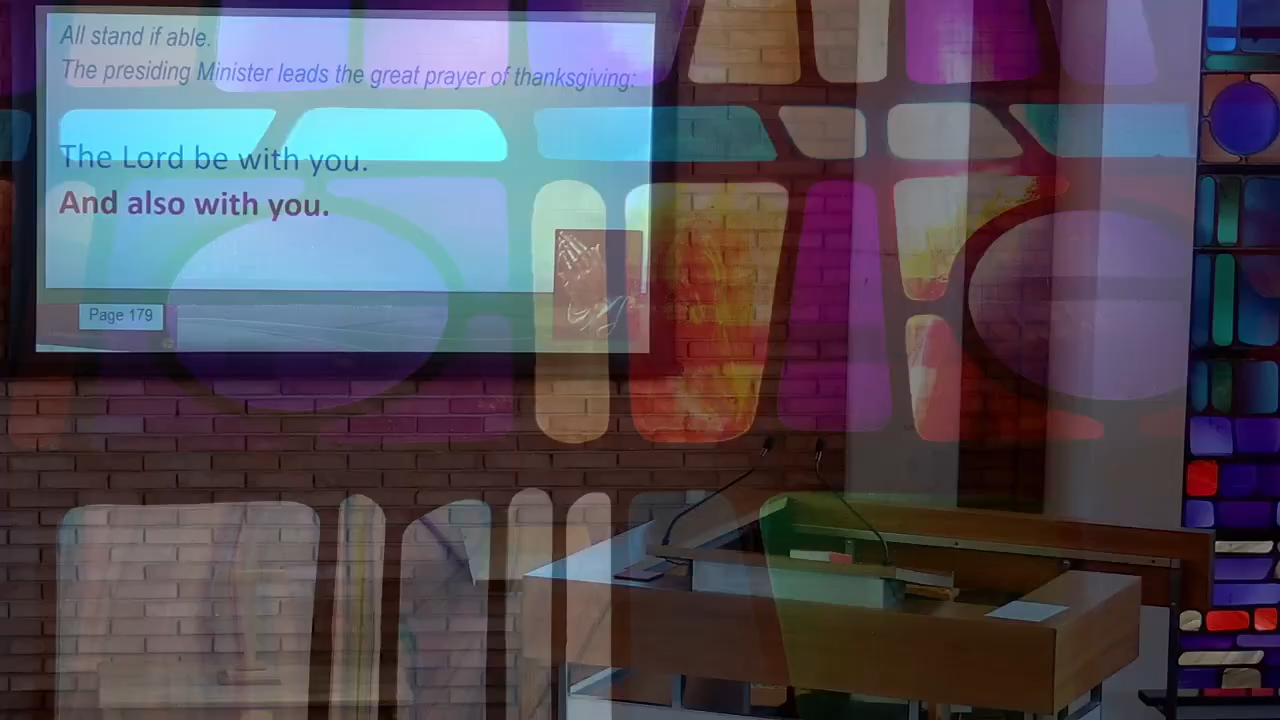 All stand if able.
The presiding Minister leads the great prayer of thanksgiving:
The Lord be with you.
And also with you.
Page 179